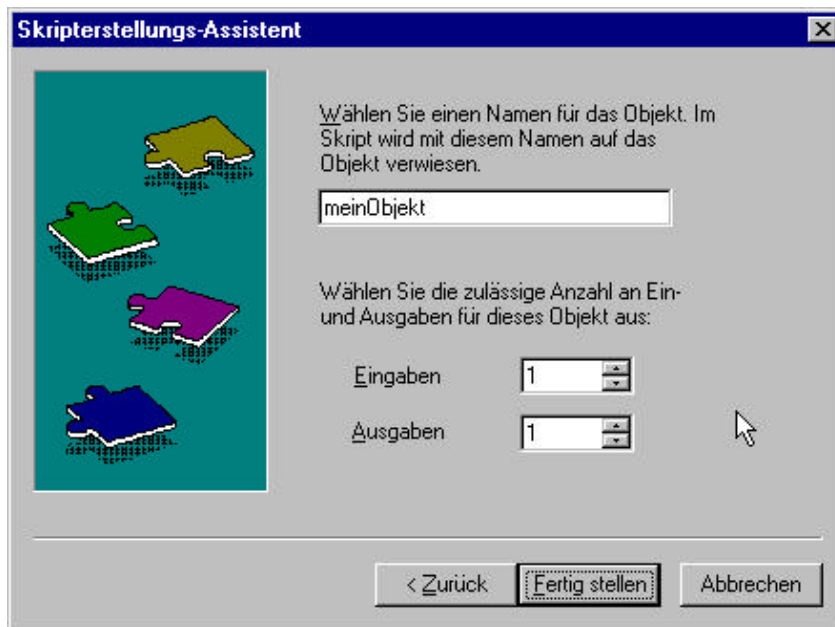 Skripterstellungs-Assistent
Wählen Sie einen Namen für das Objekt. Im
Skript wird mit diesem Namen auf das
Objekt verwiesen.
meinObjekt
Wählen Sie die zulässige Anzahl an Ein-
und Ausgaben für dieses Objekt aus:
Eingaben 1
Ausgaben 1
< Zurück Fertig stellen Abbrechen